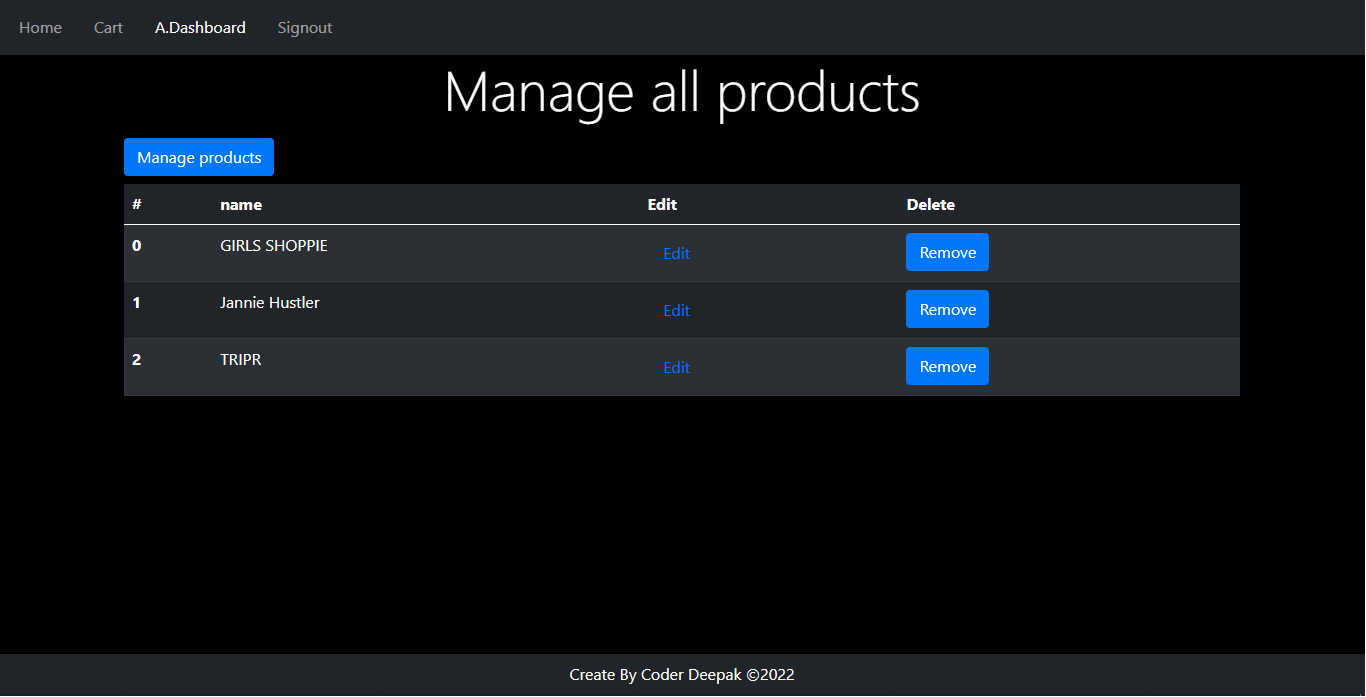 Home Cart A.Dashboard Signout
Manage all products
Manage products
# name Edit Delete
0 GIRLS SHOPPIE Edit Remove
1 Jannie Hustler Edit Remove
2 TRIPR Edit Remove
Create By Coder Deepak ©2022